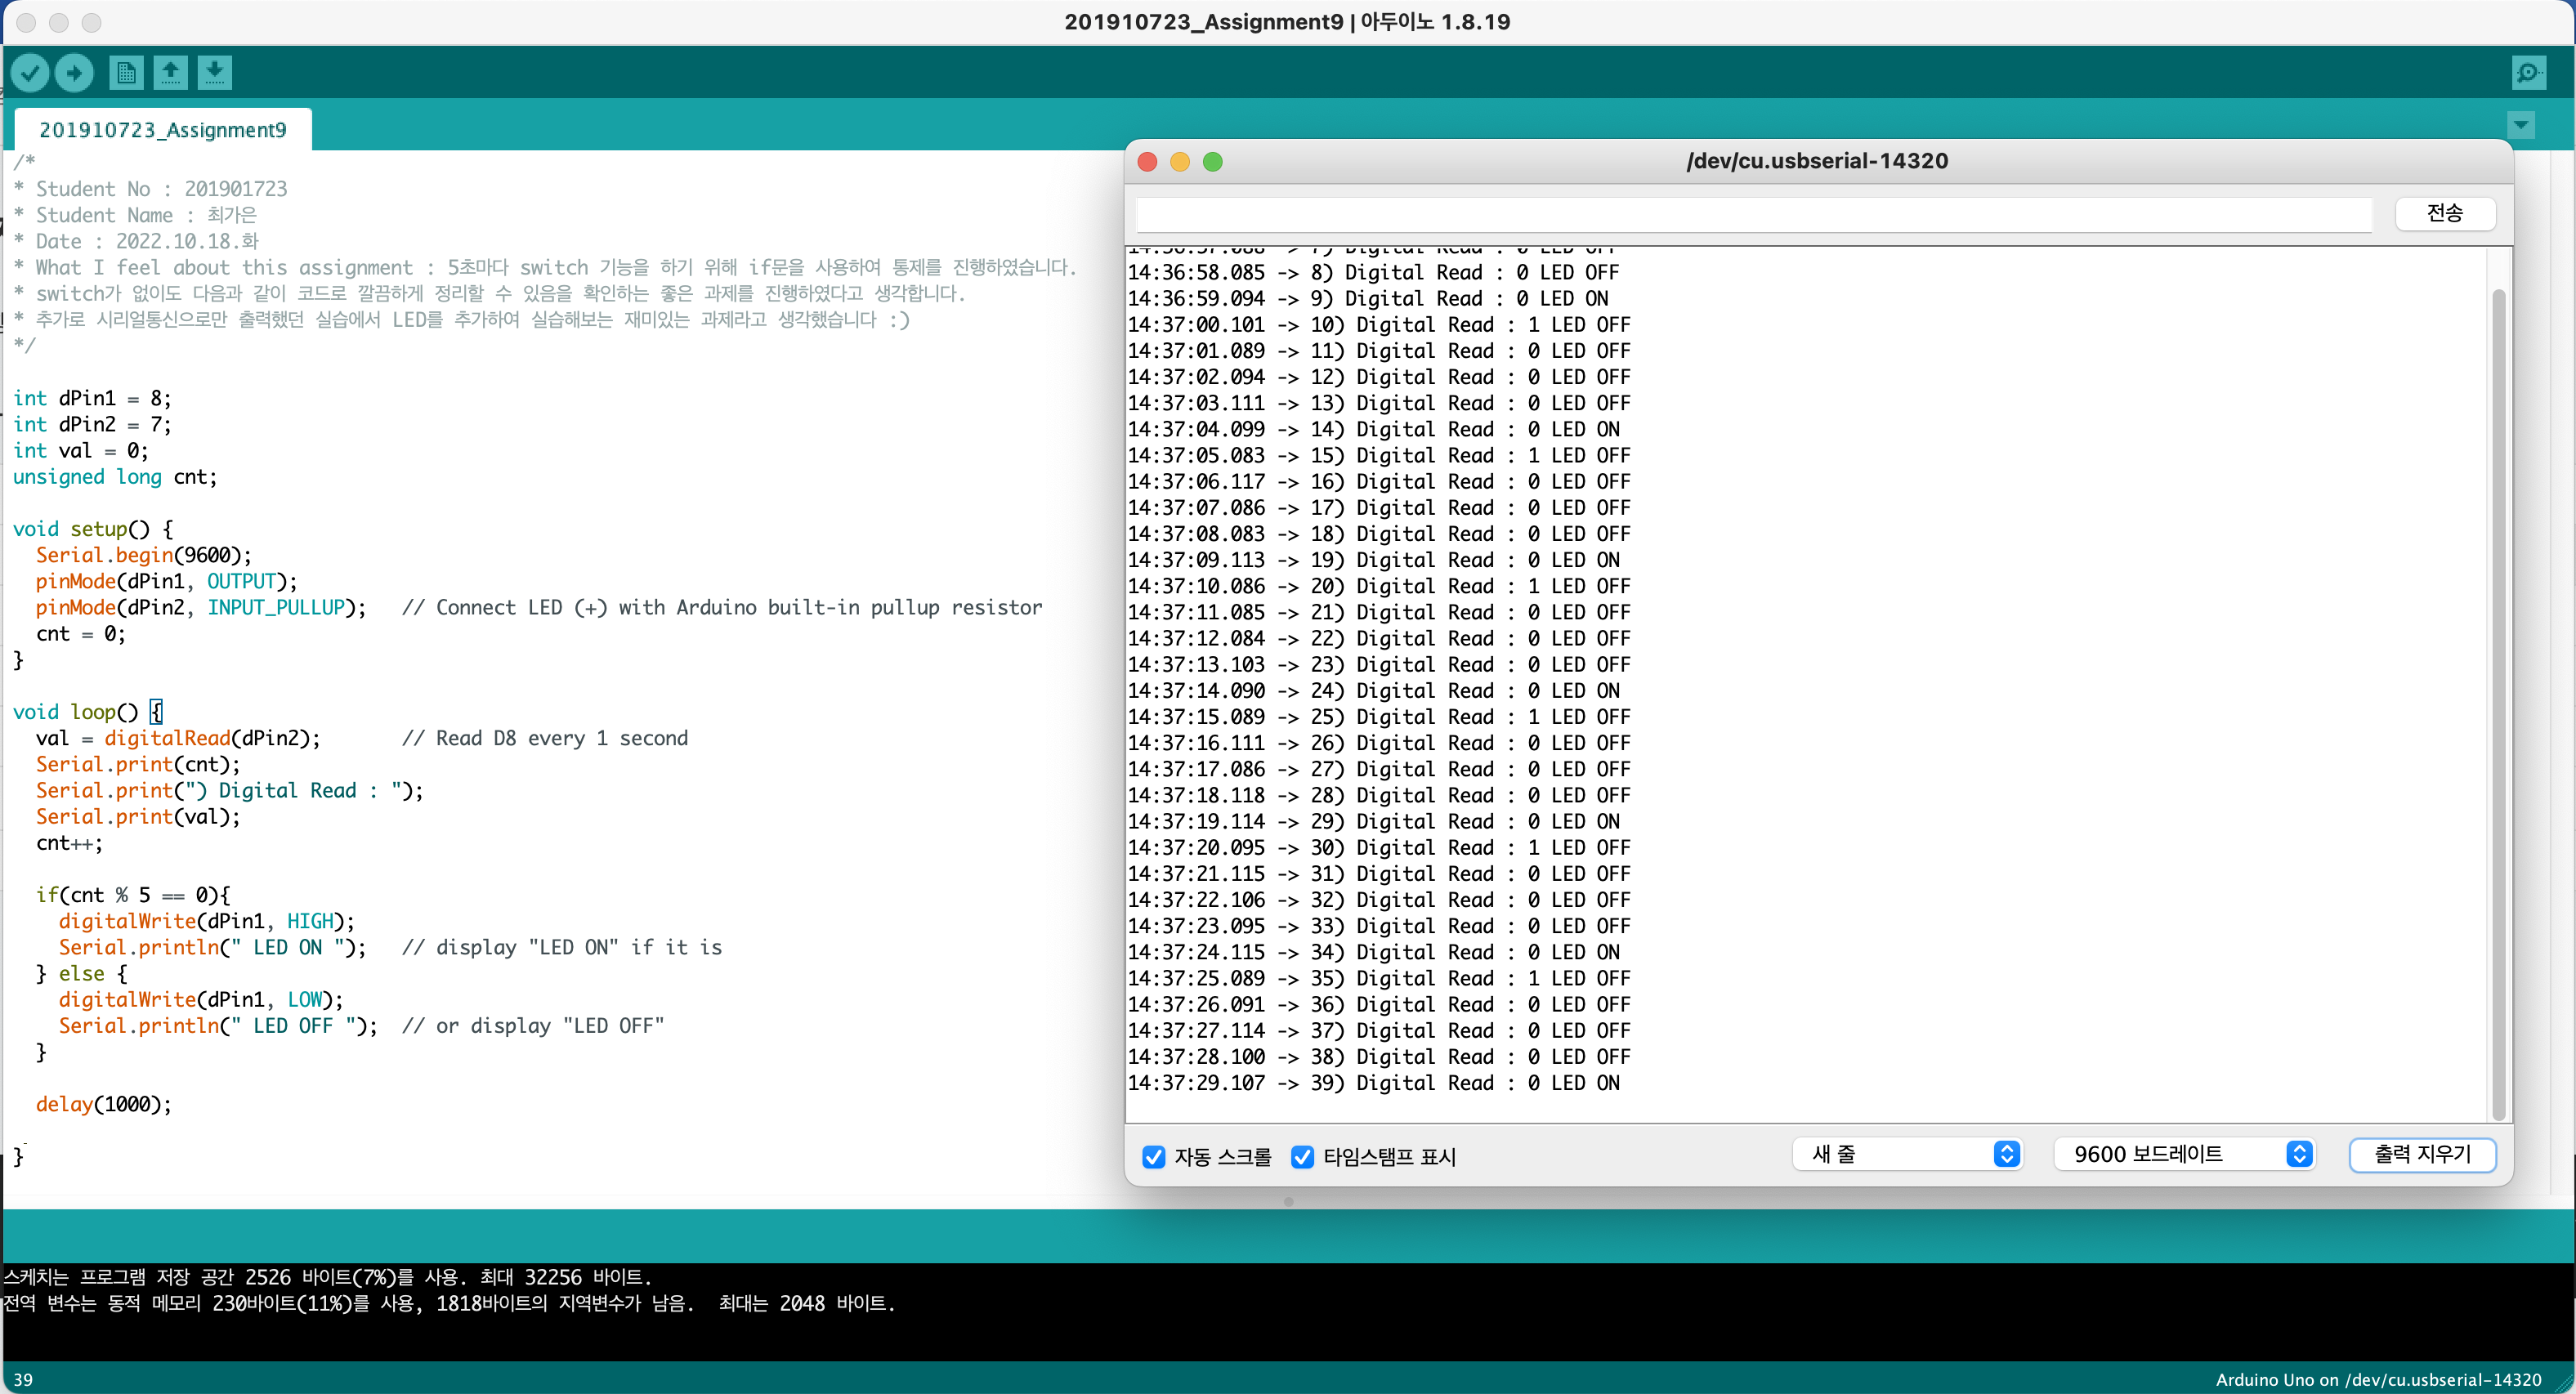 201910723_Assignment9 | 아두이노 1.8.19
201910723_Assignment9
/*
* Student No : 201901723
* Student Name : 최가은
* Date : 2022.10.18.화
* What I feel about this assignment : 5초마다 switch 기능을 하기 위해 if문을 사용하여 통제를 진행하였습니다.
* switch가 없이도 다음과 같이 코드로 깔끔하게 정리할 수 있음을 확인하는 좋은 과제를 진행하였다고 생각합니다.
* 추가로 시리얼통신으로만 출력했던 실습에서 LED를 추가하여 실습해보는 재미있는 과제라고 생각했습니다 :)
*/
int dPin1 = 8;
int dPin2 = 7;
int val = 0;
unsigned long cnt;
void setup() {
Serial.begin(9600);
pinMode(dPin1, OUTPUT);
pinMode(dPin2, INPUT_PULLUP); // Connect LED (+) with Arduino built-in pullup resistor
cnt = 0;
}
void loop() {
val = digitalRead(dPin2); // Read D8 every 1 second
Serial.print(cnt);
Serial.print(") Digital Read : ");
Serial.print(val);
cnt++;
if(cnt % 5 == 0){
digitalWrite(dPin1, HIGH);
Serial.println(" LED ON "); // display "LED ON" if it is
} else {
digitalWrite(dPin1, LOW);
Serial.println(" LED OFF "); // or display "LED OFF"
}
delay(1000);
}
/dev/cu.usbserial-14320
전송
14:36:57.088 -> 7) Digital Read : 0 LED OFF
14:36:58.085 -> 8) Digital Read : 0 LED OFF
14:36:59.094 -> 9) Digital Read : 0 LED ON
14:37:00.101 -> 10) Digital Read : 1 LED OFF
14:37:01.089 -> 11) Digital Read : 0 LED OFF
14:37:02.094 -> 12) Digital Read : 0 LED OFF
14:37:03.111 -> 13) Digital Read : 0 LED OFF
14:37:04.099 -> 14) Digital Read : 0 LED ON
14:37:05.083 -> 15) Digital Read : 1 LED OFF
14:37:06.117 -> 16) Digital Read : 0 LED OFF
14:37:07.086 -> 17) Digital Read : 0 LED OFF
14:37:08.083 -> 18) Digital Read : 0 LED OFF
14:37:09.113 -> 19) Digital Read : 0 LED ON
14:37:10.086 -> 20) Digital Read : 1 LED OFF
14:37:11.085 -> 21) Digital Read : 0 LED OFF
14:37:12.084 -> 22) Digital Read : 0 LED OFF
14:37:13.103 -> 23) Digital Read : 0 LED OFF
14:37:14.090 -> 24) Digital Read : 0 LED ON
14:37:15.089 -> 25) Digital Read : 1 LED OFF
14:37:16.111 -> 26) Digital Read : 0 LED OFF
14:37:17.086 -> 27) Digital Read : 0 LED OFF
14:37:18.118 -> 28) Digital Read : 0 LED OFF
14:37:19.114 -> 29) Digital Read : 0 LED ON
14:37:20.095 -> 30) Digital Read : 1 LED OFF
14:37:21.115 -> 31) Digital Read : 0 LED OFF
14:37:22.106 -> 32) Digital Read : 0 LED OFF
14:37:23.095 -> 33) Digital Read : 0 LED OFF
14:37:24.115 -> 34) Digital Read : 0 LED ON
14:37:25.089 -> 35) Digital Read : 1 LED OFF
14:37:26.091 -> 36) Digital Read : 0 LED OFF
14:37:27.114 -> 37) Digital Read : 0 LED OFF
14:37:28.100 -> 38) Digital Read : 0 LED OFF
14:37:29.107 -> 39) Digital Read : 0 LED ON
자동 스크롤 타임스탬프 표시 새 줄 9600 보드레이트 출력 지우기
스케치는 프로그램 저장 공간 2526 바이트(7%)를 사용. 최대 32256 바이트.
전역 변수는 동적 메모리 230바이트(11%)를 사용, 1818바이트의 지역변수가 남음. 최대는 2048 바이트.
39
Arduino Uno on /dev/cu.usbserial-14320